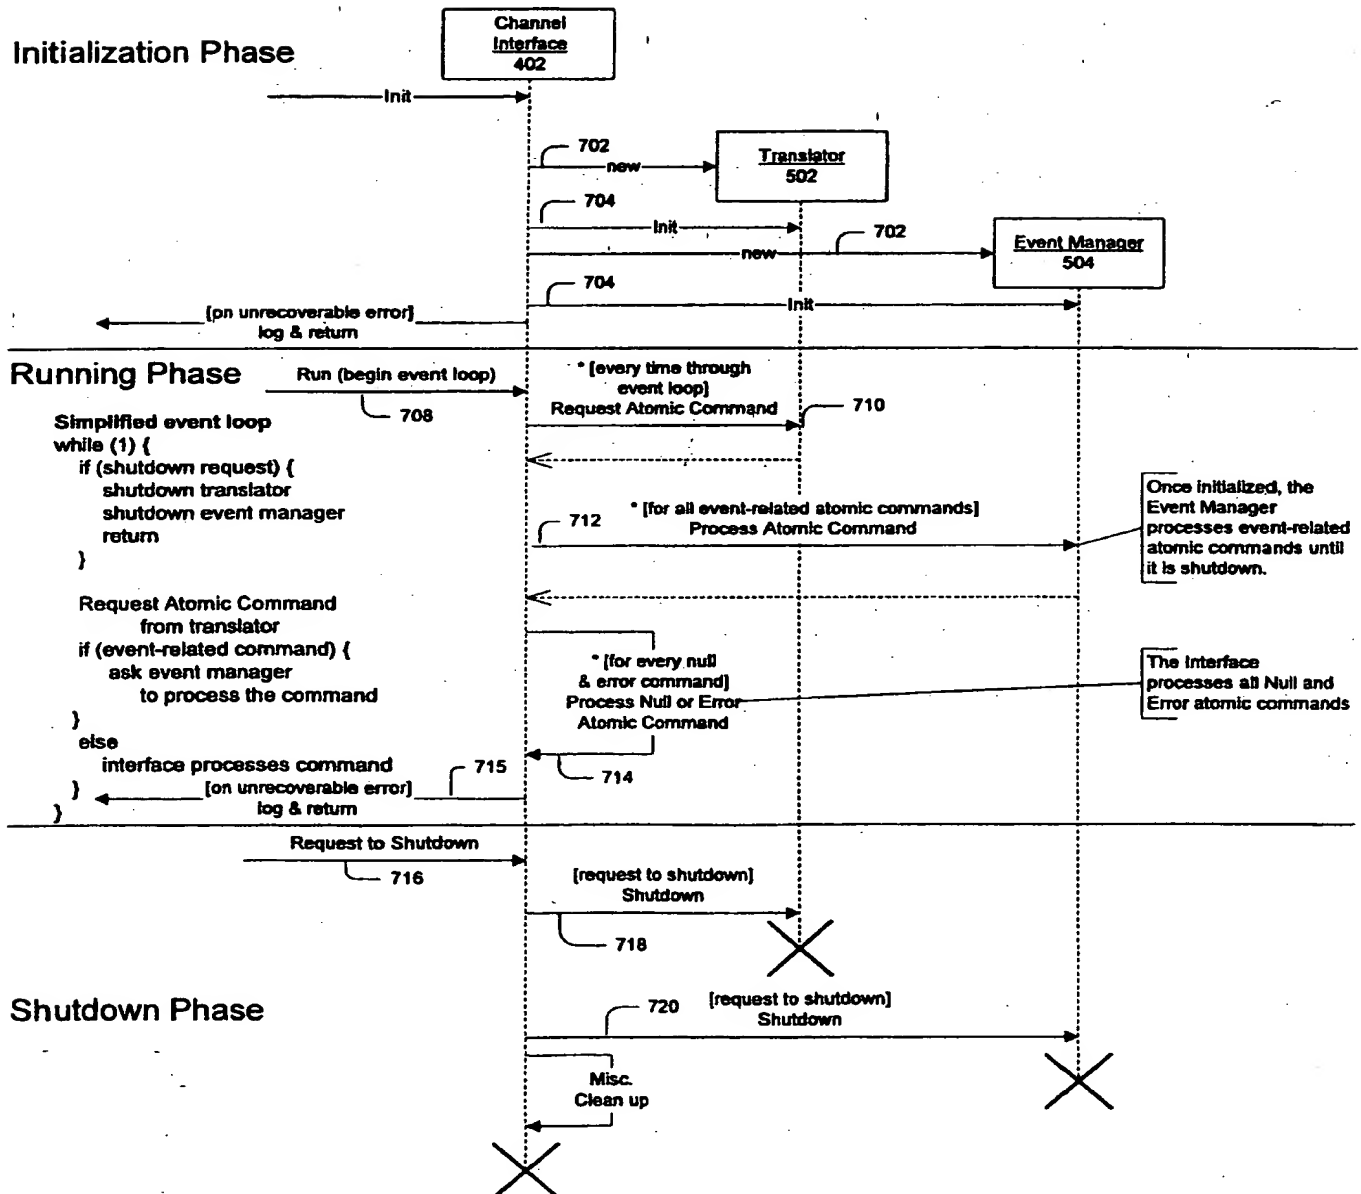 Channel
Interface
402
Initialization Phase
Init
702
new
Translator
502
704
Init
702
new
Event Manager
504
704
Init
[on unrecoverable error]
log & return
Running Phase
Run (begin event loop)
708
* [every time through
event loop]
Request Atomic Command
710
Simplified event loop
while (1) {
if (shutdown request) {
shutdown translator
shutdown event manager
return
}
Request Atomic Command
from translator
if (event-related command) {
ask event manager
to process the command
}
else
interface processes command
}
}
712
* [for all event-related atomic commands]
Process Atomic Command
Once initialized, the
Event Manager
processes event-related
atomic commands until
it is shutdown.
* [for every null
& error command]
Process Null or Error
Atomic Command
714
The Interface
processes all Null and
Error atomic commands
715
[on unrecoverable error]
log & return
Request to Shutdown
716
[request to shutdown]
Shutdown
718
Shutdown Phase
720
[request to shutdown]
Shutdown
Misc.
Clean up